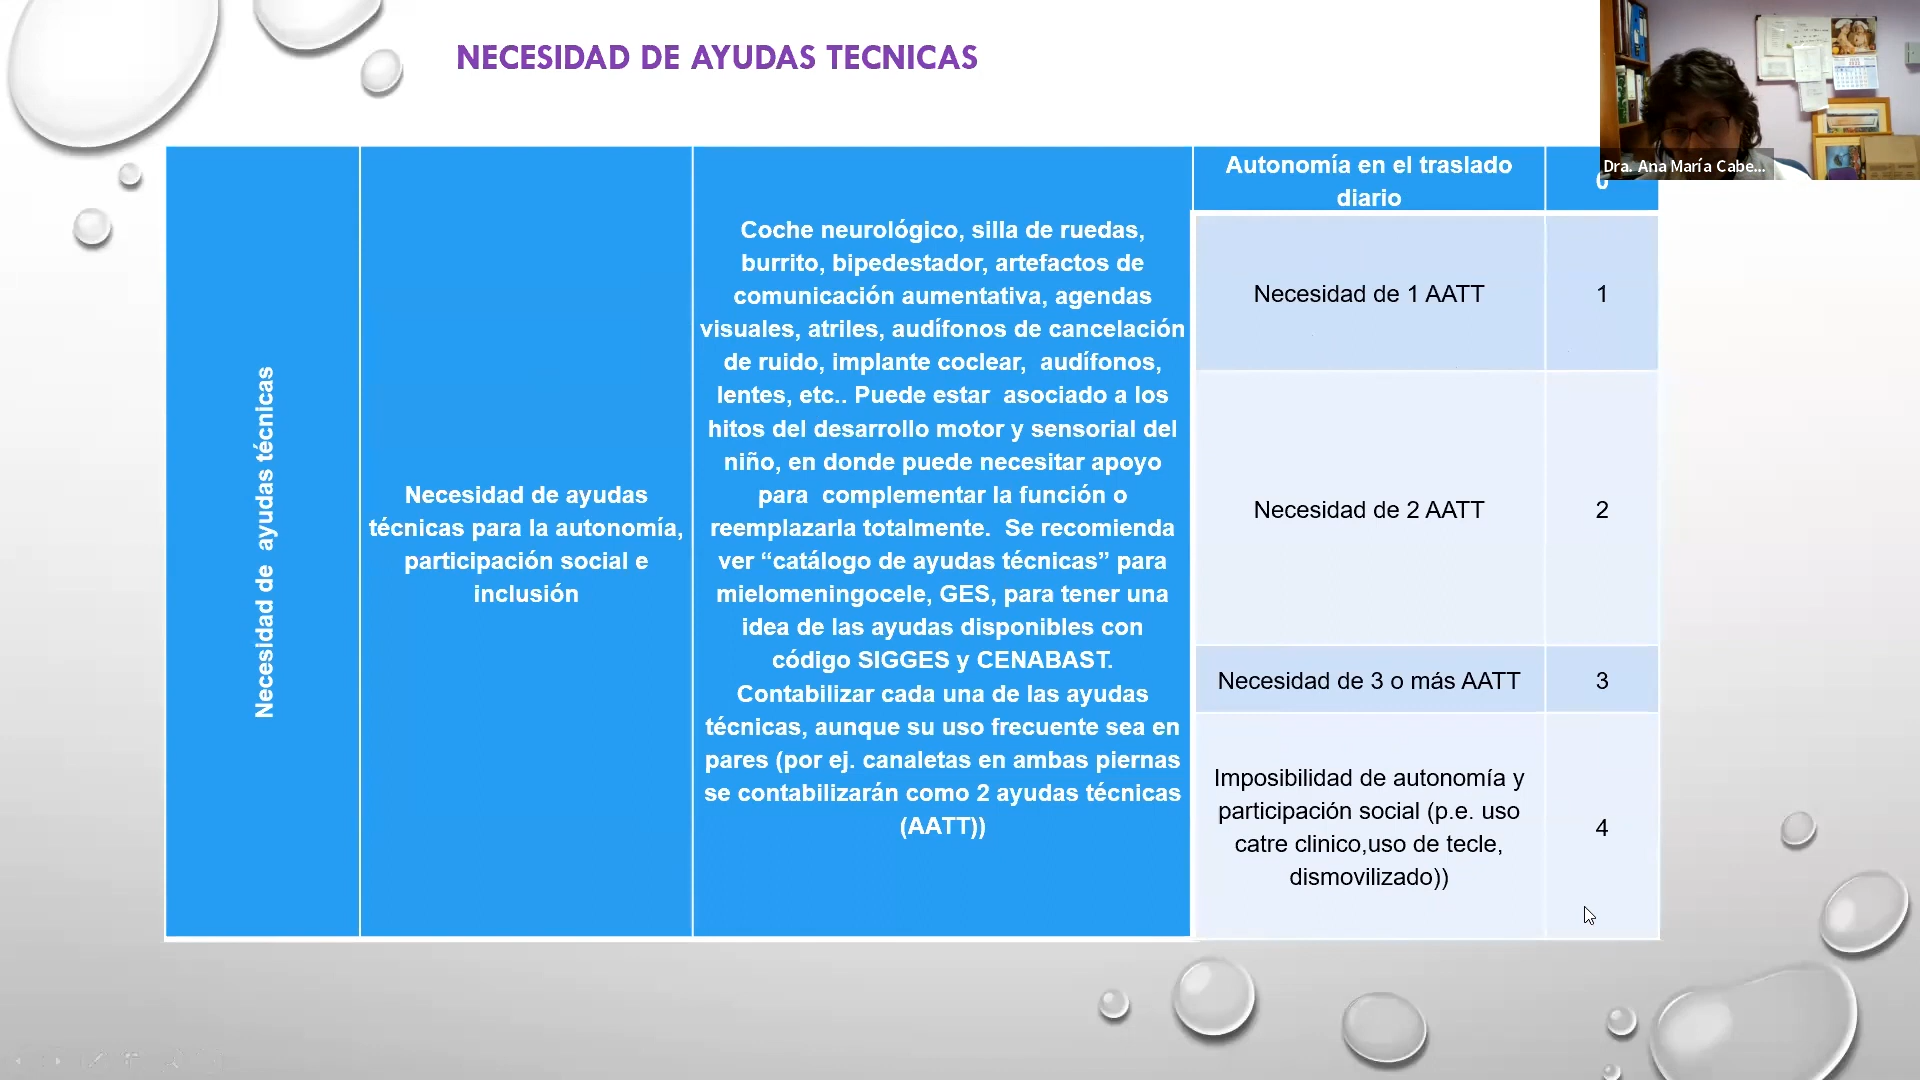 NECESIDAD DE AYUDAS TECNICAS
Dra. Ana María Cabe...
Necesidad de ayudas técnicas
Necesidad de ayudas
técnicas para la autonomía,
participación social e
inclusión
Coche neurológico, silla de ruedas,
burrito, bipedestador, artefactos de
comunicación aumentativa, agendas
visuales, atriles, audífonos de cancelación
de ruido, implante coclear, audífonos,
lentes, etc.. Puede estar asociado a los
hitos del desarrollo motor y sensorial del
niño, en donde puede necesitar apoyo
para complementar la función o
reemplazarla totalmente. Se recomienda
ver “catálogo de ayudas técnicas” para
mielomeningocele, GES, para tener una
idea de las ayudas disponibles con
código SIGGES y CENABAST.
Contabilizar cada una de las ayudas
técnicas, aunque su uso frecuente sea en
pares (por ej. canaletas en ambas piernas
se contabilizarán como 2 ayudas técnicas
(AATT))
Autonomía en el traslado
diario
0
Necesidad de 1 AATT
1
Necesidad de 2 AATT
2
Necesidad de 3 o más AATT
3
Imposibilidad de autonomía y
participación social (p.e. uso
catre clinico,uso de tecle,
dismovilizado))
4